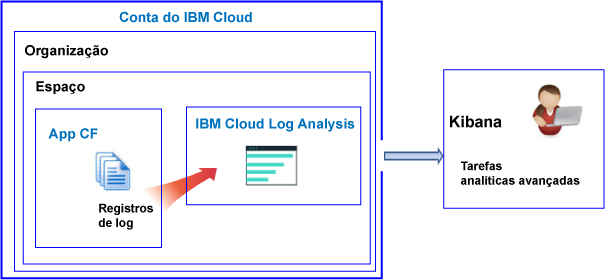 Conta do IBM Cloud
Organização
Espaço
App CF
Registros
de log
IBM Cloud Log Analysis
Kibana
Tarefas
analíticas avançadas